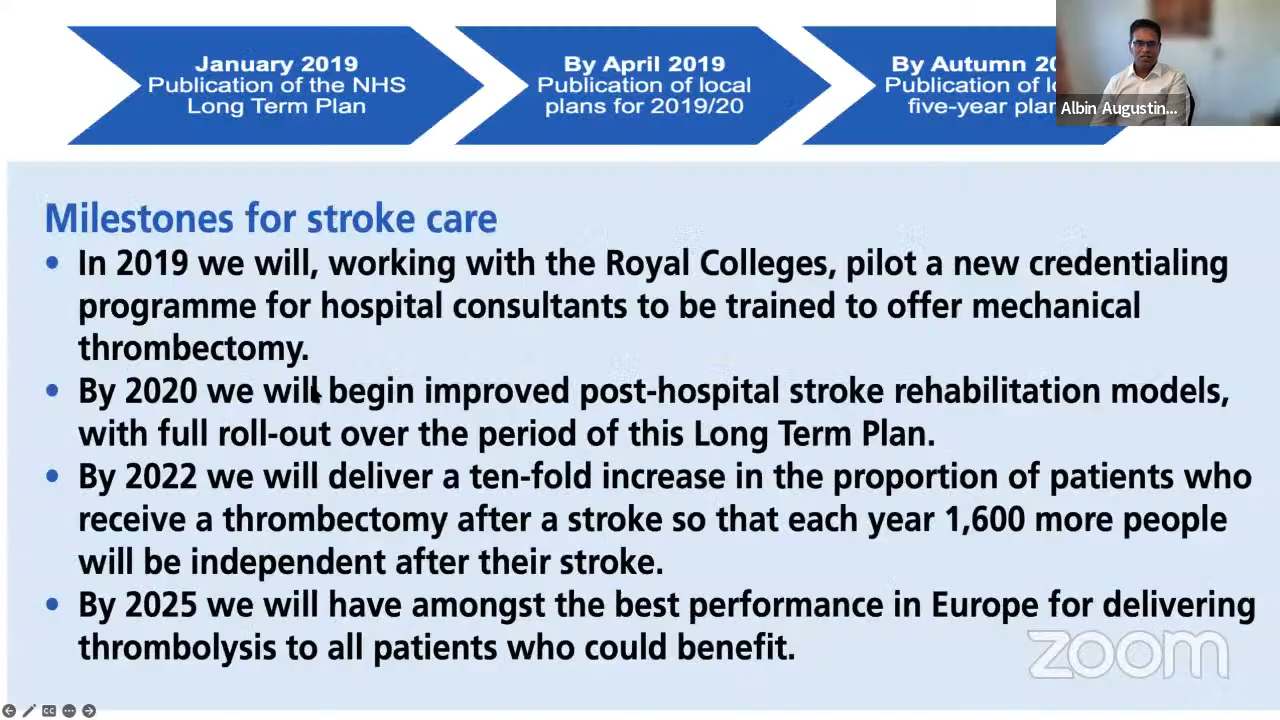 January 2019
Publication of the NHS
Long Term Plan
By April 2019
Publication of local
plans for 2019/20
By Autumn
Publication of
five-year
Albin Augustin...
Milestones for stroke care
• In 2019 we will, working with the Royal Colleges, pilot a new credentialing
programme for hospital consultants to be trained to offer mechanical
thrombectomy.
• By 2020 we will begin improved post-hospital stroke rehabilitation models,
with full roll-out over the period of this Long Term Plan.
• By 2022 we will deliver a ten-fold increase in the proportion of patients who
receive a thrombectomy after a stroke so that each year 1,600 more people
will be independent after their stroke.
• By 2025 we will have amongst the best performance in Europe for delivering
thrombolysis to all patients who could benefit.
zoom
CC